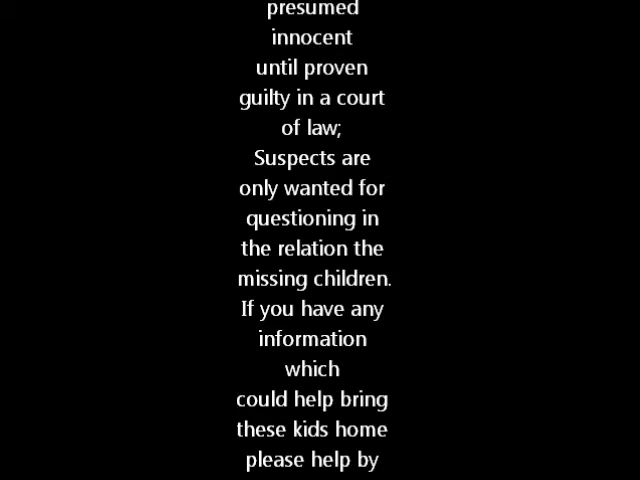 presumed
innocent
until proven
guilty in a court
of law;
Suspects are
only wanted for
questioning in
the relation the
missing children.
If you have any
information
which
could help bring
these kids home
please help by